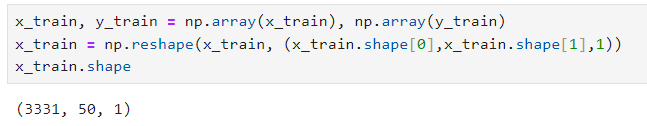 x_train, y_train = np.array(x_train), np.array(y_train)
x_train = np.reshape(x_train, (x_train.shape[0],x_train.shape[1],1))
x_train.shape
(3331, 50, 1)